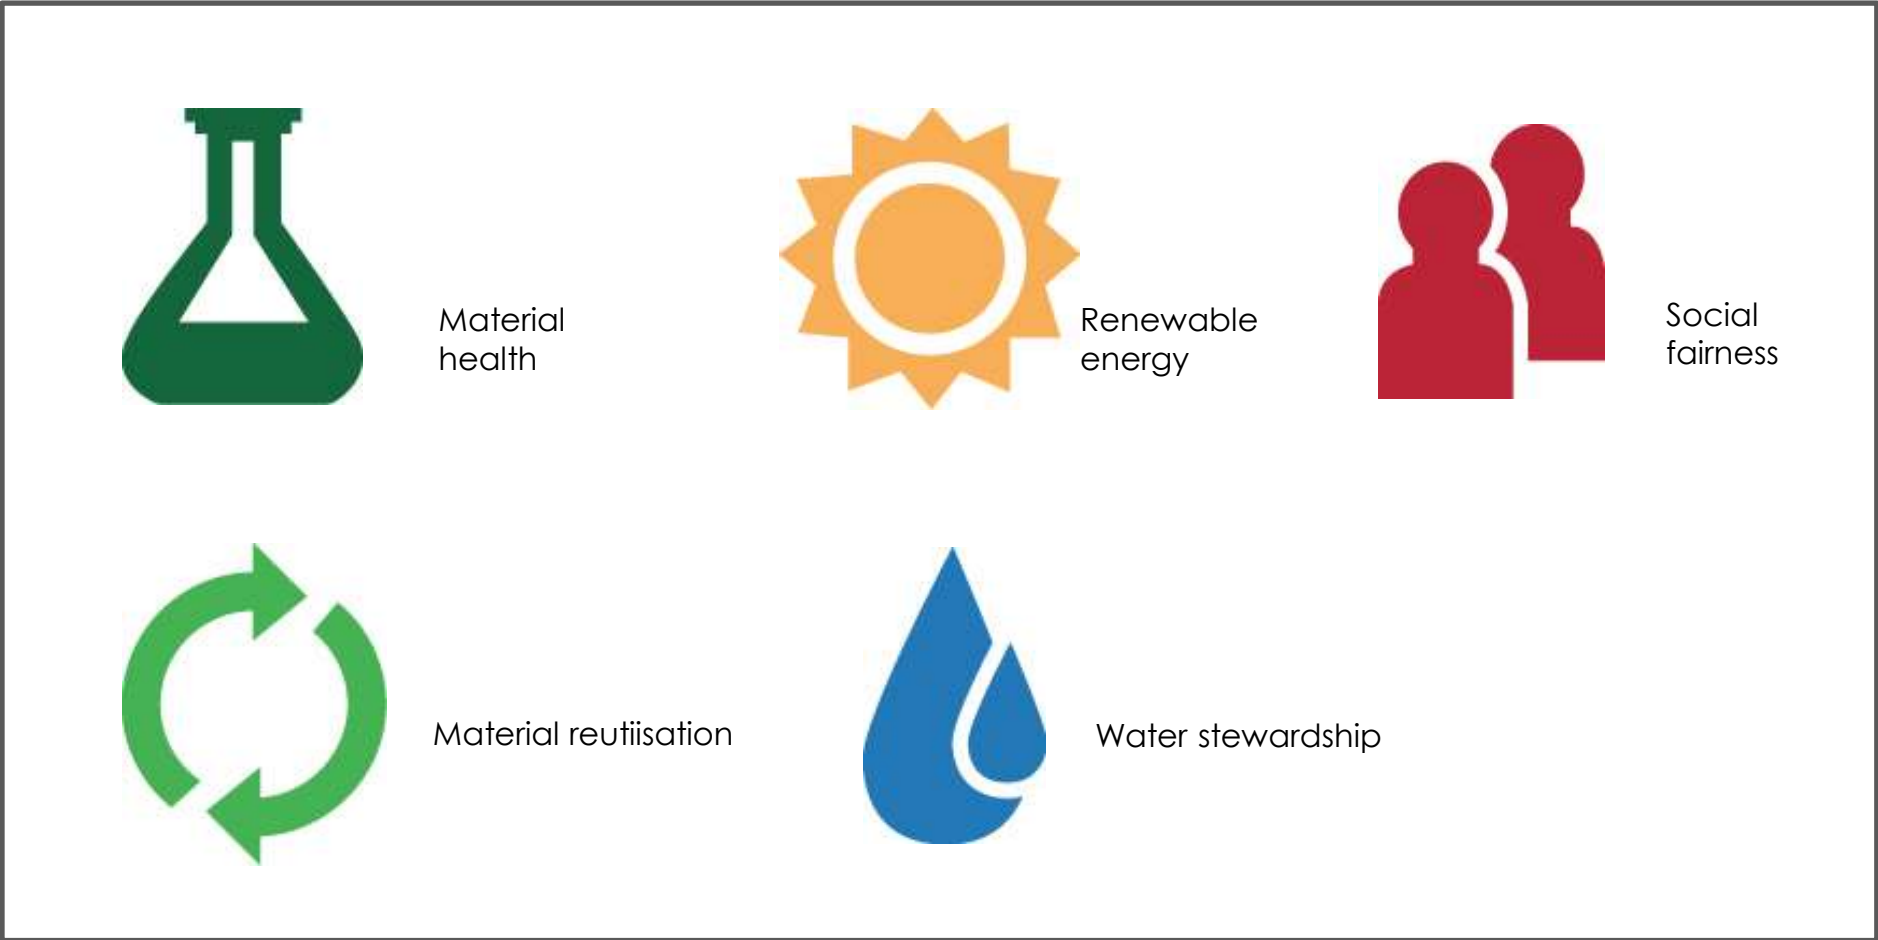 Material
health
Renewable
energy
Social
fairness
Material reutiisation
Water stewardship